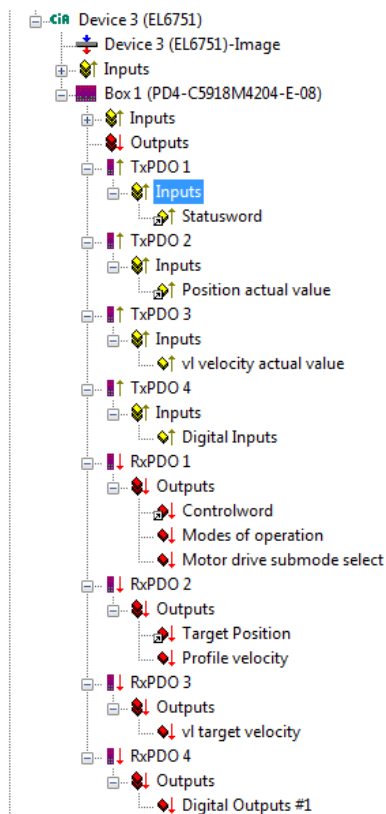 CiA Device 3 (EL6751)
Device 3 (EL6751)-Image
Inputs
Box 1 (PD4-C5918M4204-E-08)
Inputs
Outputs
TxPDO 1
Inputs
Statusword
TxPDO 2
Inputs
Position actual value
TxPDO 3
Inputs
vl velocity actual value
TxPDO 4
Inputs
Digital Inputs
RxPDO 1
Outputs
Controlword
Modes of operation
Motor drive submode select
RxPDO 2
Outputs
Target Position
Profile velocity
RxPDO 3
Outputs
vl target velocity
RxPDO 4
Outputs
Digital Outputs #1